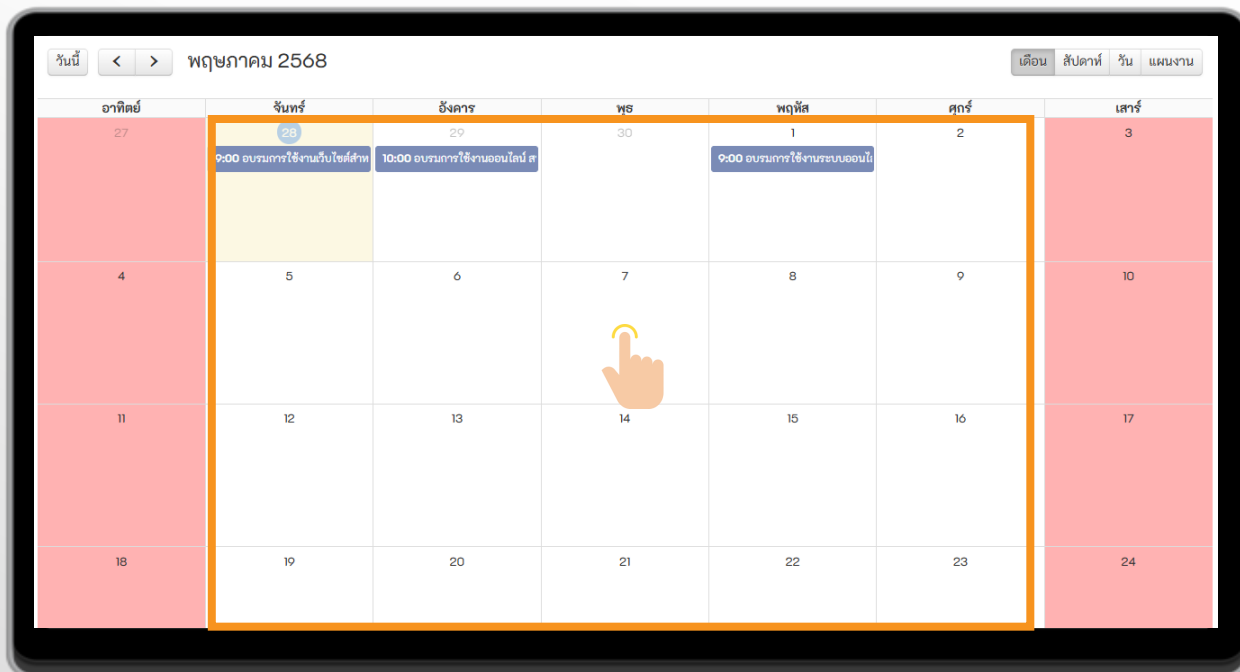 วันนี้ < > พฤษภาคม 2568 เดือน สัปดาห์ วัน แผนงาน
อาทิตย์ จันทร์ อังคาร พุธ พฤหัส ศุกร์ เสาร์
27 28 29 30 1 2 3
9:00 อบรมการใช้งานเว็บไซต์สำห 10:00 อบรมการใช้งานออนไลน์ ส 9:00 อบรมการใช้งานระบบออนไ
4 5 6 7 8 9 10
11 12 13 14 15 16 17
18 19 20 21 22 23 24